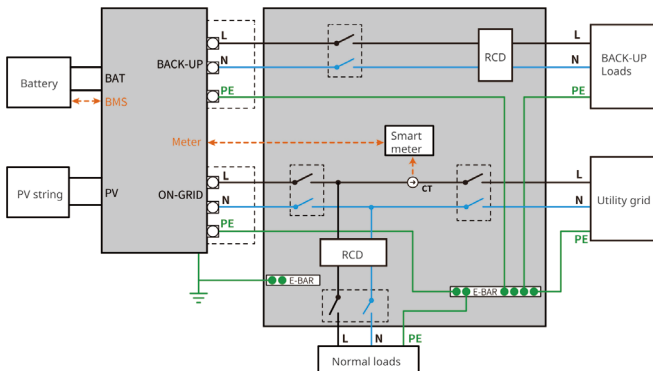 L
L
BACK-UP
RCD
BACK-UP
Loads
N
N
Battery
BAT
BMS
PE
PE
Meter
Smart
meter
L
CT
L
PV string
PV
ON-GRID
N
N
Utility grid
PE
PE
RCD
E-BAR
E-BAR
L
N
PE
Normal loads